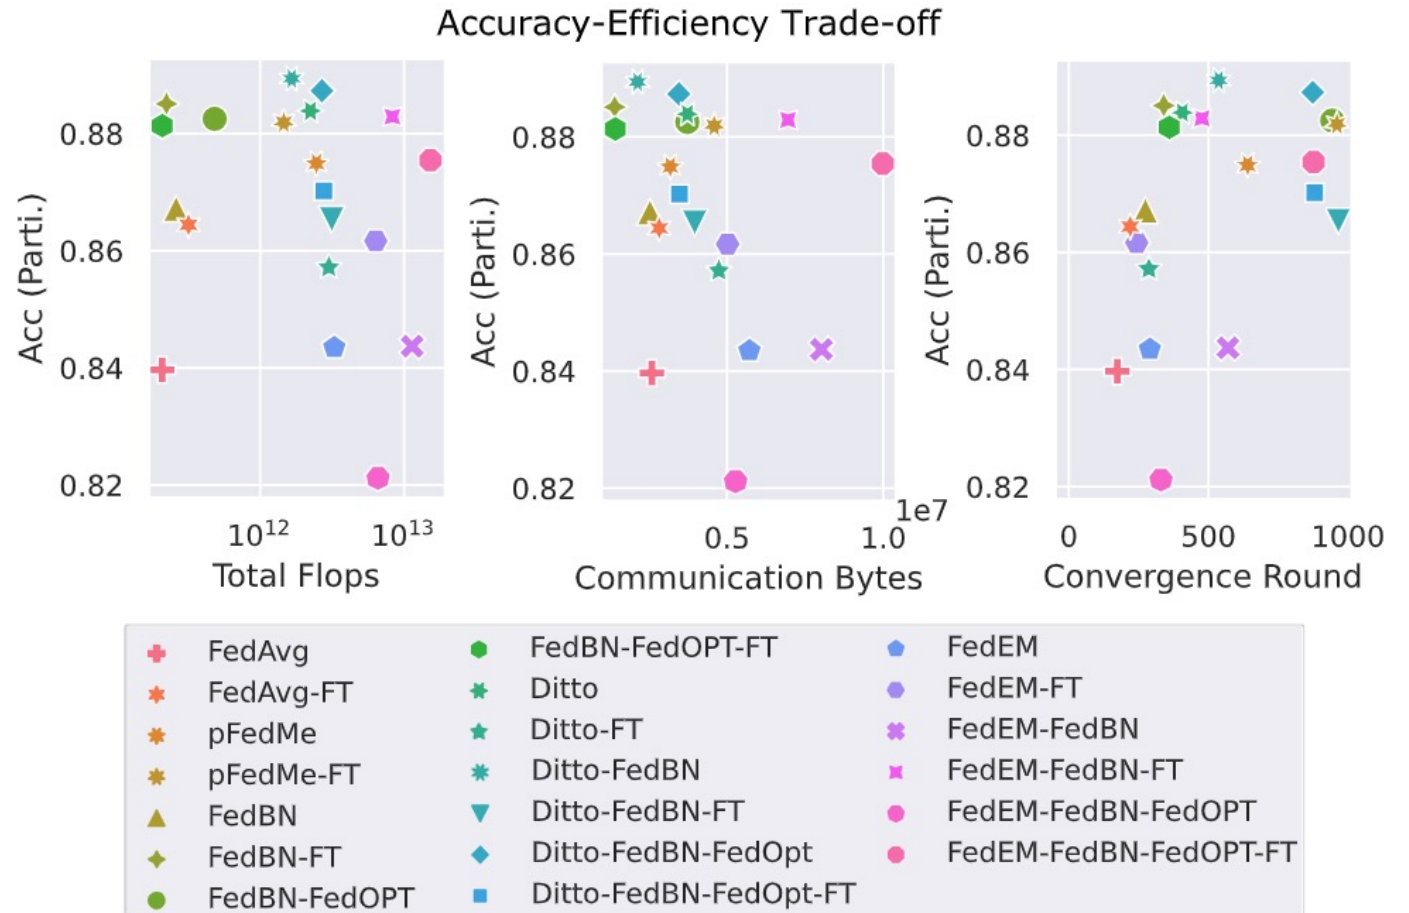 Accuracy-Efficiency Trade-off
Acc (Parti.)
0.88
0.86
0.84
0.82
10^12
10^13
Total Flops
Acc (Parti.)
0.88
0.86
0.84
0.82
0.5
1.0
1e7
Communication Bytes
Acc (Parti.)
0.88
0.86
0.84
0.82
0
500
1000
Convergence Round
FedAvg
FedAvg-FT
pFedMe
pFedMe-FT
FedBN
FedBN-FT
FedBN-FedOPT
FedBN-FedOPT-FT
Ditto
Ditto-FT
Ditto-FedBN
Ditto-FedBN-FT
Ditto-FedBN-FedOpt
Ditto-FedBN-FedOpt-FT
FedEM
FedEM-FT
FedEM-FedBN
FedEM-FedBN-FT
FedEM-FedBN-FedOPT
FedEM-FedBN-FedOPT-FT